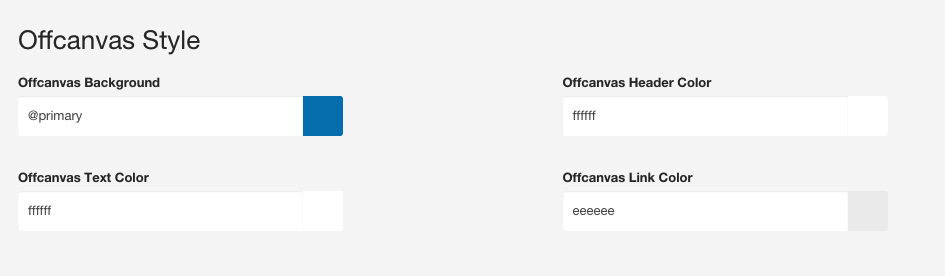 Offcanvas Style
Offcanvas Background
Offcanvas Header Color
@primary
ffffff
Offcanvas Text Color
Offcanvas Link Color
ffffff
eeeeee